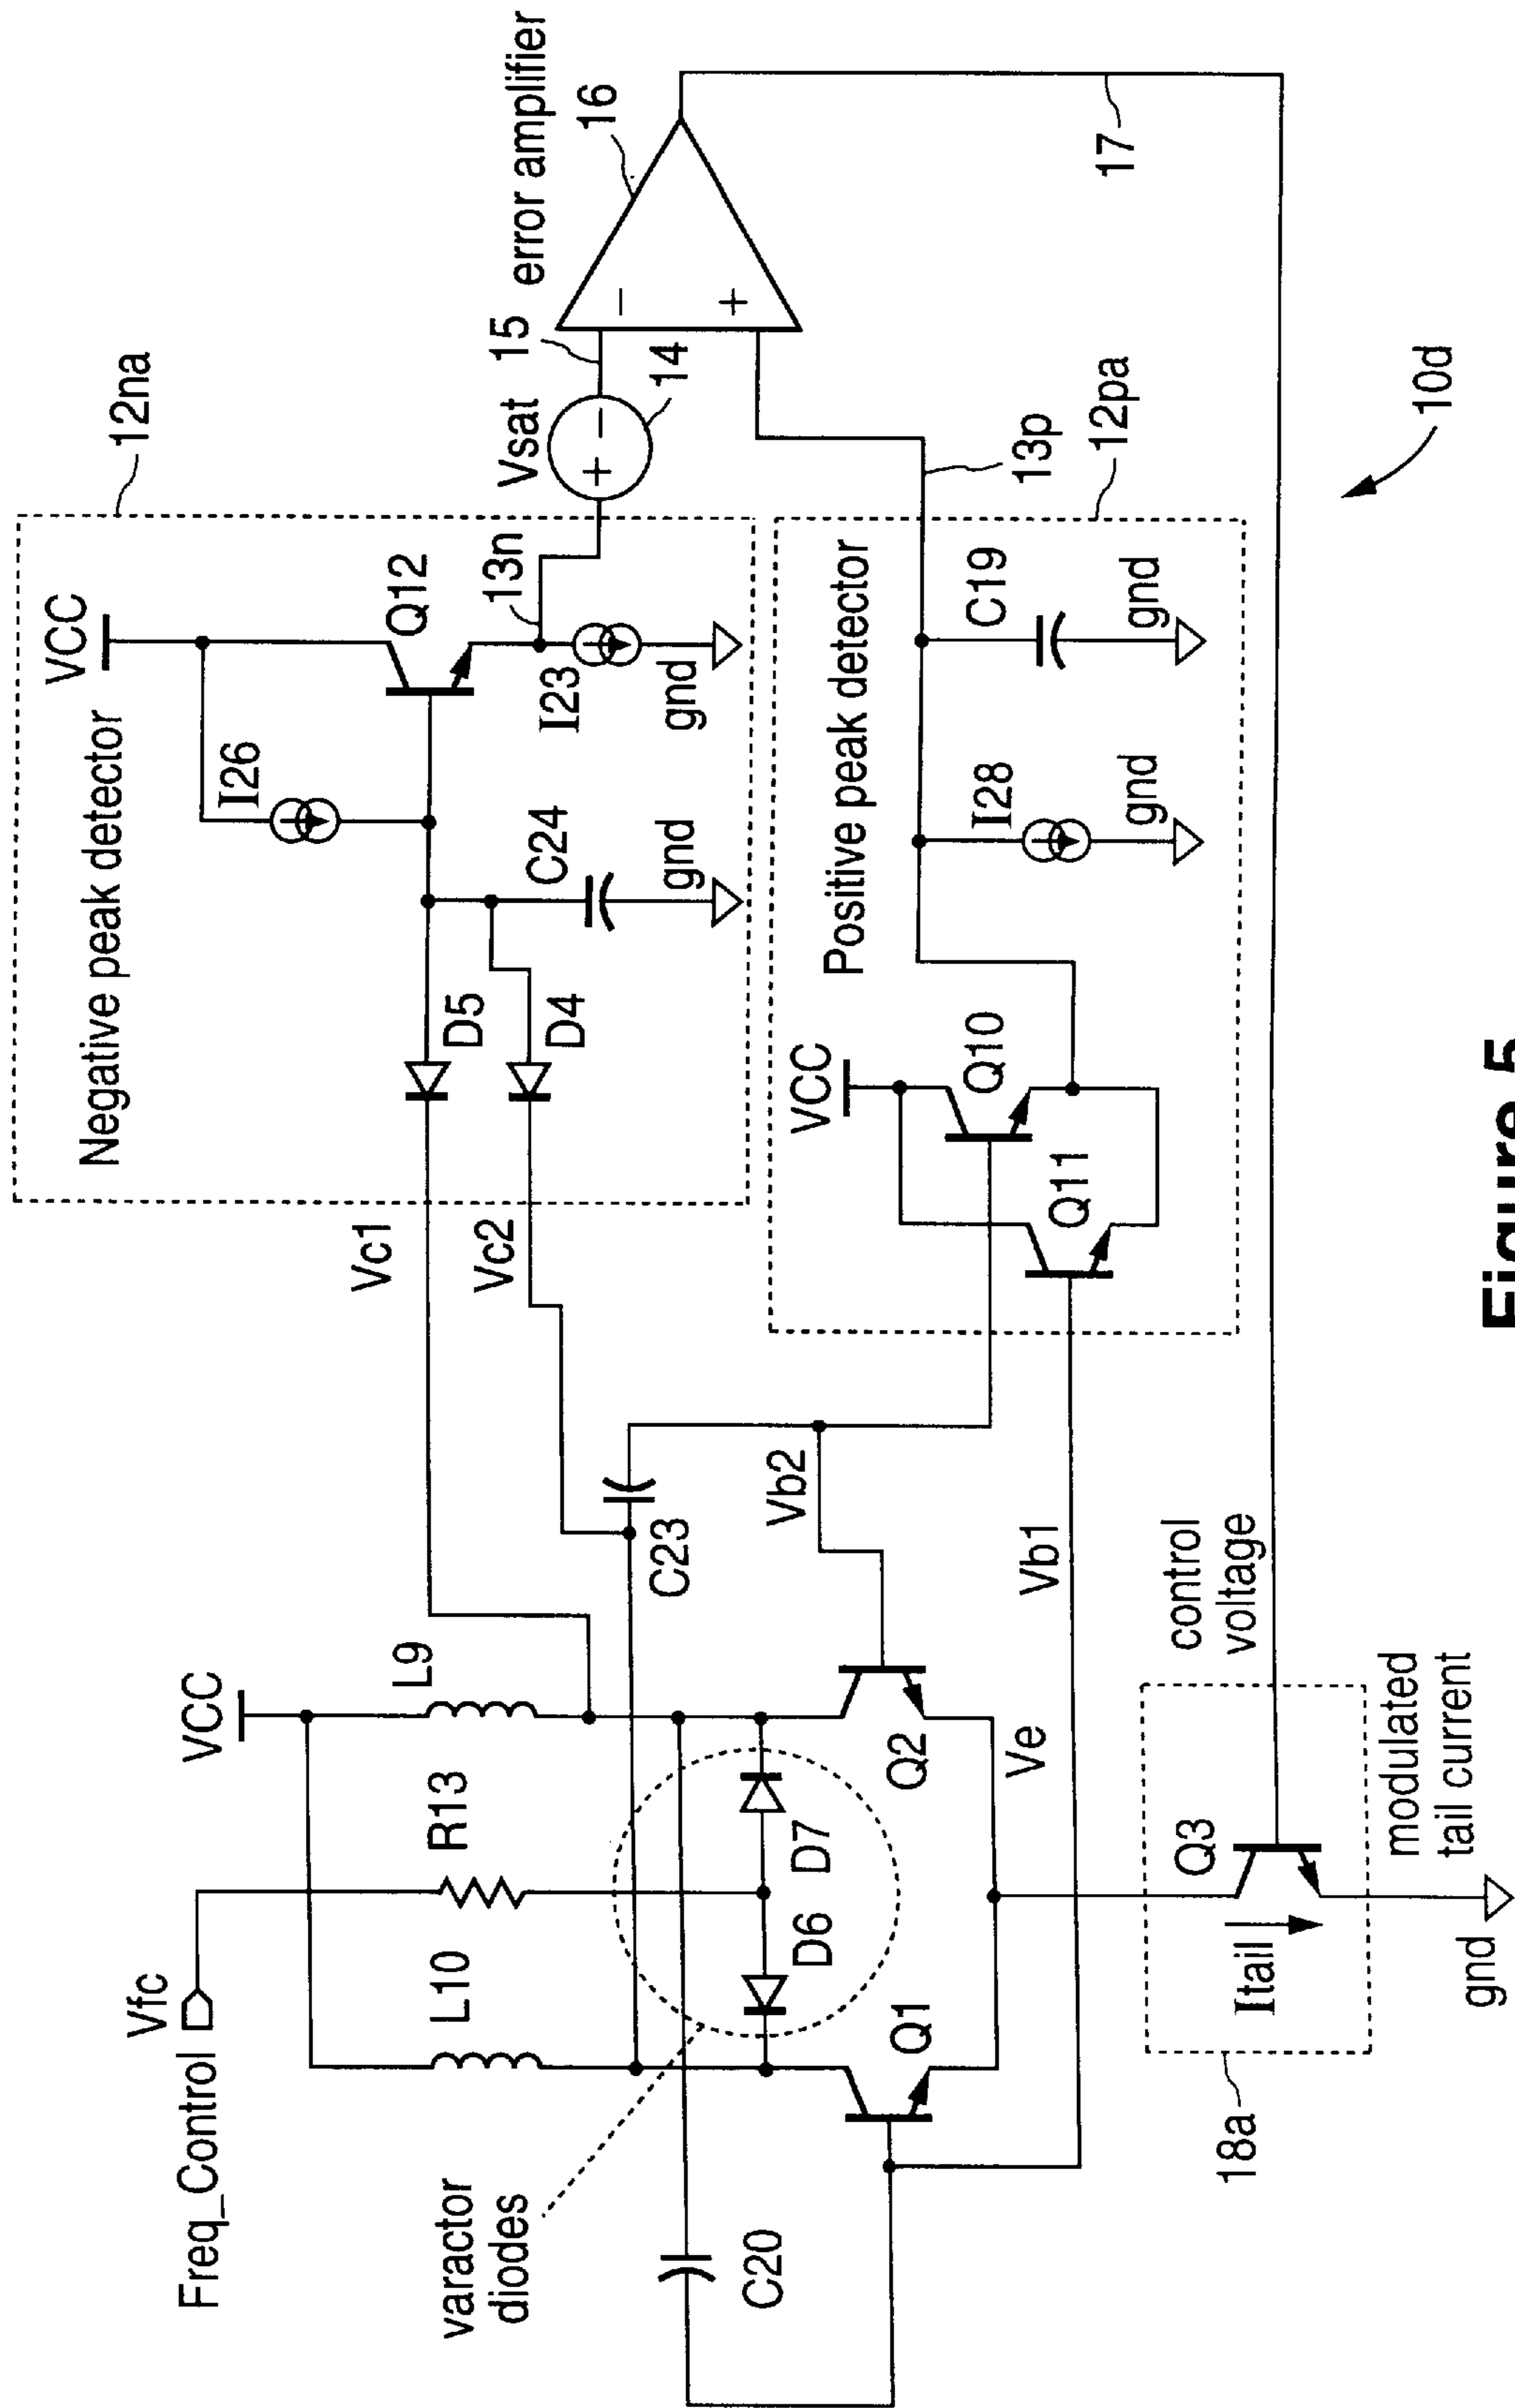 Freq_Control
Vfc
VCC
L10
R13
L9
varactor
diodes
D6
D7
C20
Q1
Q2
Ve
C23
Vb2
Vb1
Vc1
Vc2
Negative peak detector
VCC
I26
Q12
D5
D4
C24
gnd
I23
gnd
13n
12na
Vsat
15
14
error amplifier
16
−
+
+
−
Positive peak detector
VCC
Q10
Q11
I28
gnd
C19
gnd
13p
12pa
17
control
voltage
Q3
Itail
modulated
tail current
18a
gnd
10d
Figure 5